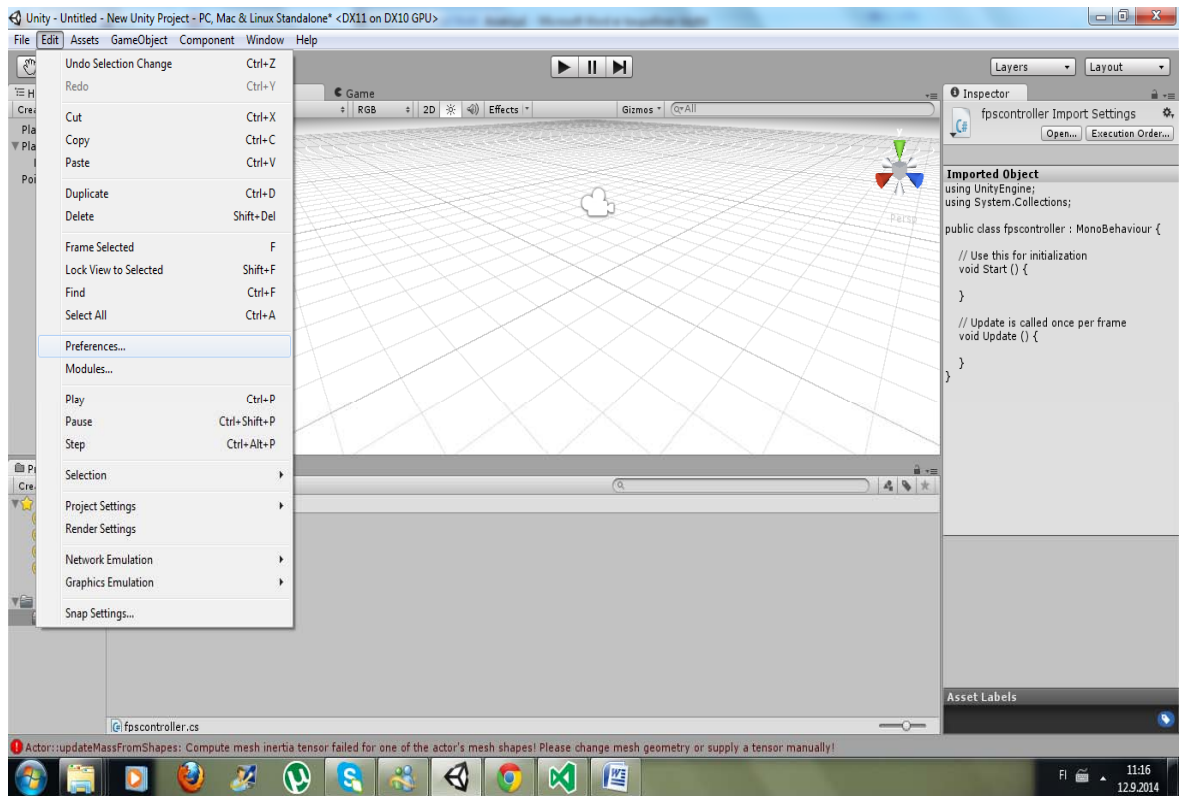 Unity - Untitled - New Unity Project - PC, Mac & Linux Standalone* <DX11 on DX10 GPU>
File Edit Assets GameObject Component Window Help
Layers Layout
Undo Selection Change Ctrl+Z
Redo Ctrl+Y
Cut Ctrl+X
Copy Ctrl+C
Paste Ctrl+V
Duplicate Ctrl+D
Delete Shift+Del
Frame Selected F
Lock View to Selected Shift+F
Find Ctrl+F
Select All Ctrl+A
Preferences...
Modules...
Play Ctrl+P
Pause Ctrl+Shift+P
Step Ctrl+Alt+P
Selection
Project Settings
Render Settings
Network Emulation
Graphics Emulation
Snap Settings...
H
Crea
Pla
Pla
Poi
Game
RGB 2D Effects Gizmos All
Persp
Inspector
fpscontroller Import Settings
C#
Open... Execution Order...
Imported Object
using UnityEngine;
using System.Collections;
public class fpscontroller : MonoBehaviour {
// Use this for initialization
void Start () {
}
// Update is called once per frame
void Update () {
}
}
Pr
Cre
Asset Labels
fpscontroller.cs
Actor::updateMassFromShapes: Compute mesh inertia tensor failed for one of the actor's mesh shapes! Please change mesh geometry or supply a tensor manually!
FI 11:16
12.9.2014